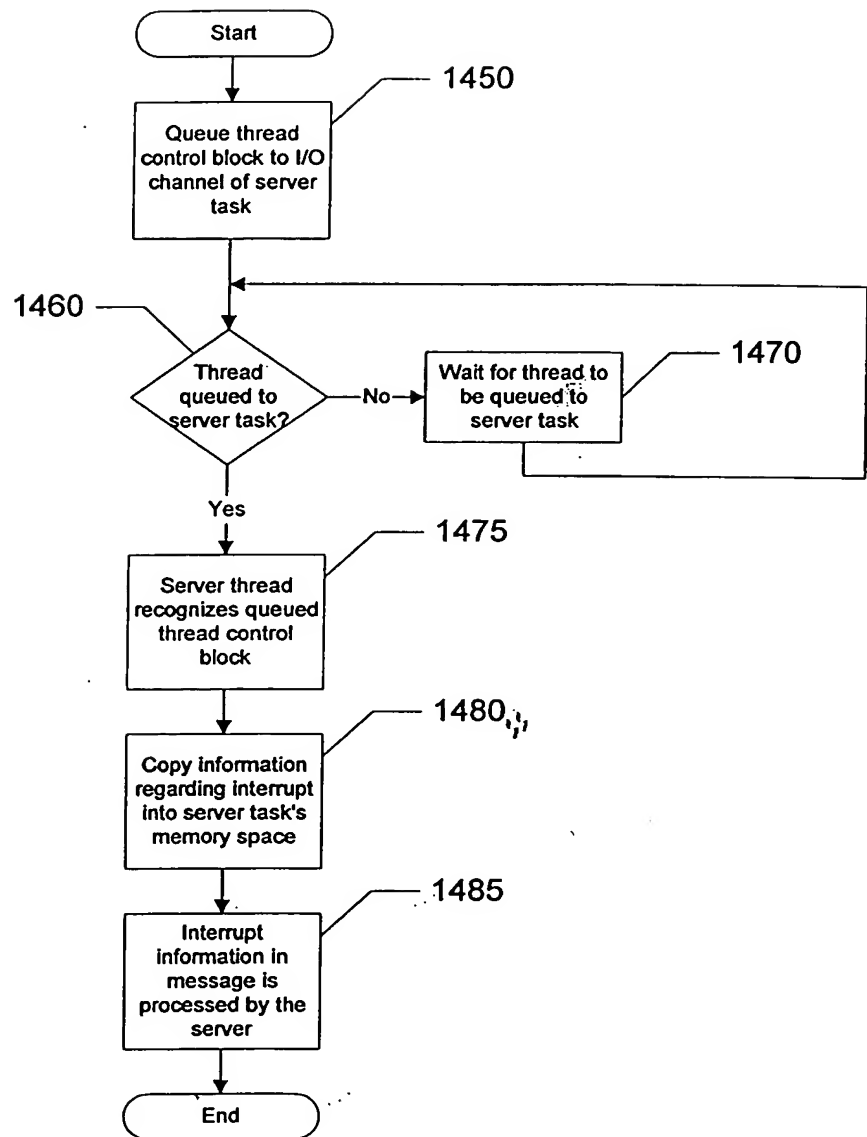 Start
1450
Queue thread
control block to I/O
channel of server
task
1460
Thread
queued to
server task?
No
Wait for thread to
be queued to
server task
1470
Yes
1475
Server thread
recognizes queued
thread control
block
1480
Copy information
regarding interrupt
into server task's
memory space
1485
Interrupt
information in
message is
processed by the
server
End